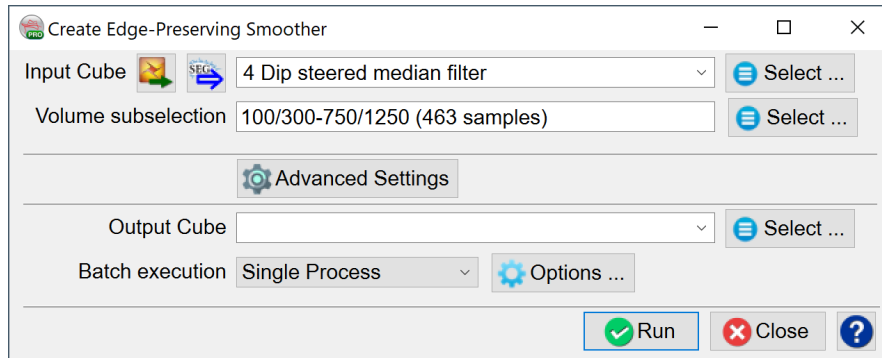 Create Edge-Preserving Smoother
Input Cube SEG 4 Dip steered median filter Select ...
Volume subselection 100/300-750/1250 (463 samples) Select ...
Advanced Settings
Output Cube Select ...
Batch execution Single Process Options ...
Run Close ?